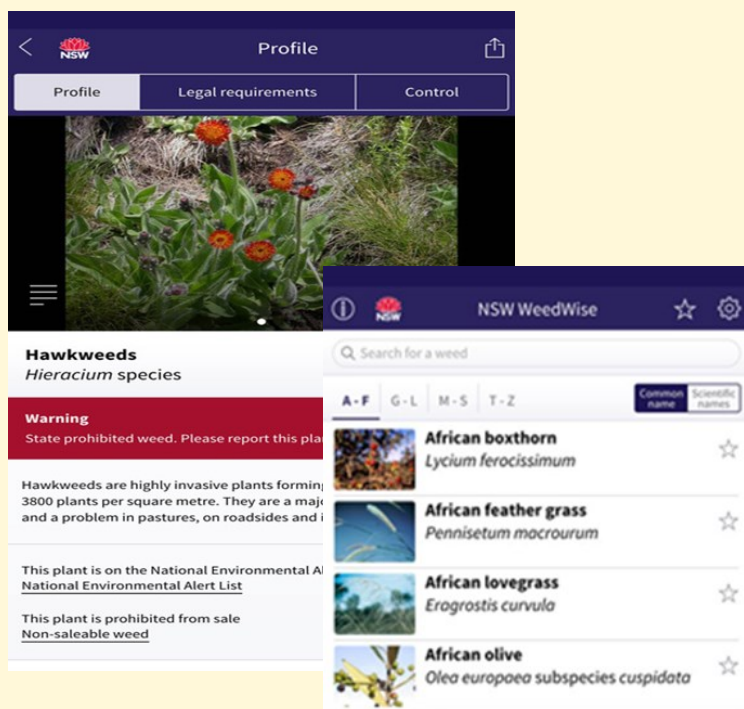 NSW
Profile
Profile
Legal requirements
Control
Hawkweeds
Hieracium species
Warning
State prohibited weed. Please report this
Hawkweeds are highly invasive plants forming
3800 plants per square metre. They are a
and a problem in pastures, on roadsides and
This plant is on the National Environmental
National Environmental Alert List
This plant is prohibited from sale
Non-saleable weed
NSW
NSW WeedWise
Search for a weed
A - F
G - L
M - S
T - Z
Common name
Scientific names
African boxthorn
Lycium ferocissimum
African feather grass
Pennisetum macrourum
African lovegrass
Eragrostis curvula
African olive
Olea europaea subspecies cuspidata